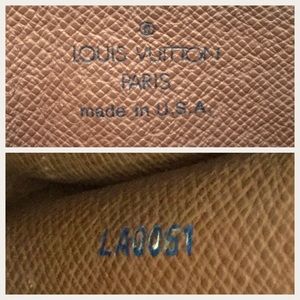 LOUIS VUITTON
PARIS
made in U.S.A.
LA0051